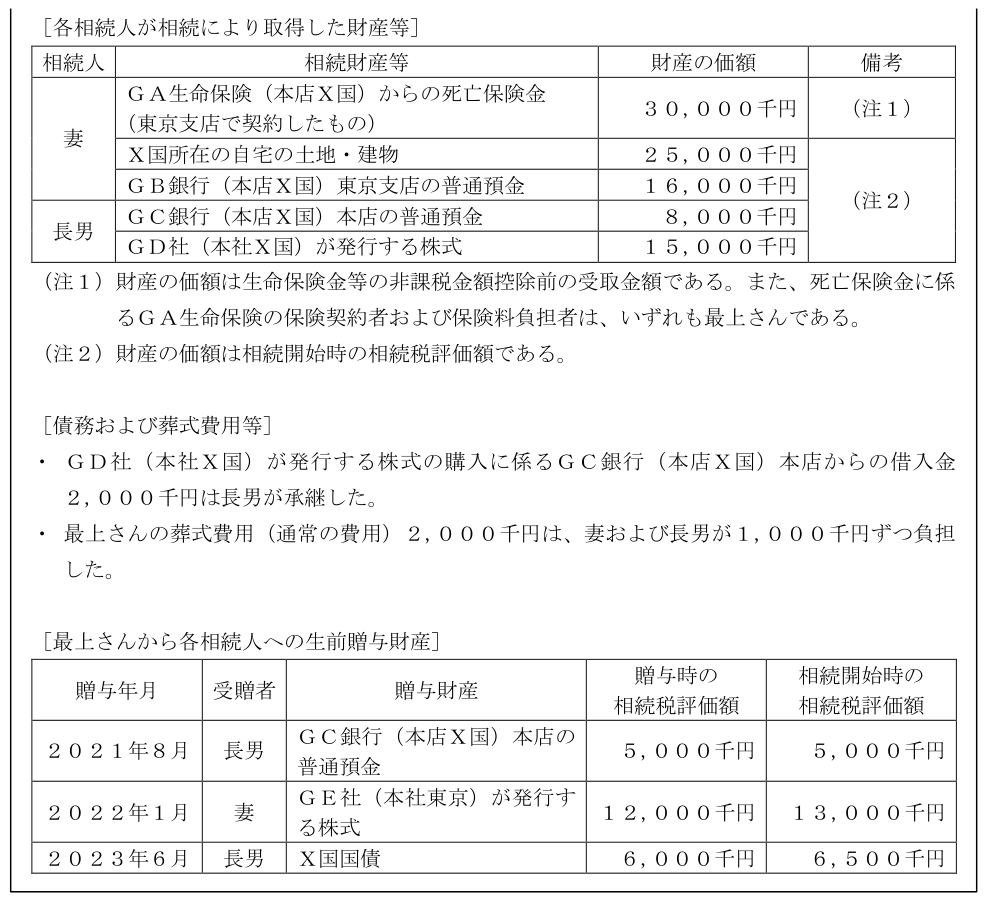 ［各相続人が相続により取得した財産等］
相続人 相続財産等 財産の価額 備考
妻 ＧＡ生命保険（本店Ｘ国）からの死亡保険金
（東京支店で契約したもの） ３０，０００千円 （注１）
Ｘ国所在の自宅の土地・建物 ２５，０００千円 （注２）
ＧＢ銀行（本店Ｘ国）東京支店の普通預金 １６，０００千円
長男 ＧＣ銀行（本店Ｘ国）本店の普通預金 ８，０００千円
ＧＤ社（本社Ｘ国）が発行する株式 １５，０００千円
（注１）財産の価額は生命保険金等の非課税金額控除前の受取金額である。また、死亡保険金に係
るＧＡ生命保険の保険契約者および保険料負担者は、いずれも最上さんである。
（注２）財産の価額は相続開始時の相続税評価額である。
［債務および葬式費用等］
・ ＧＤ社（本社Ｘ国）が発行する株式の購入に係るＧＣ銀行（本店Ｘ国）本店からの借入金
２，０００千円は長男が承継した。
・ 最上さんの葬式費用（通常の費用）２，０００千円は、妻および長男が１，０００千円ずつ負担
した。
［最上さんから各相続人への生前贈与財産］
贈与年月 受贈者 贈与財産 贈与時の
相続税評価額 相続開始時の
相続税評価額
２０２１年８月 長男 ＧＣ銀行（本店Ｘ国）本店の
普通預金 ５，０００千円 ５，０００千円
２０２２年１月 妻 ＧＥ社（本社東京）が発行す
る株式 １２，０００千円 １３，０００千円
２０２３年６月 長男 Ｘ国国債 ６，０００千円 ６，５００千円